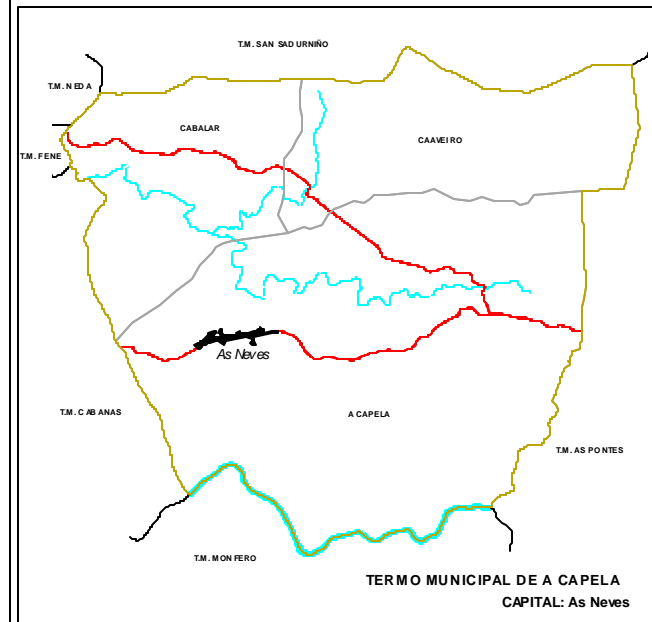 T.M. SAN SADURNIÑO
T.M. NEDA
CABALAR
CAAVEIRO
T.M. FENE
As Neves
T.M. CABANAS
A CAPELA
T.M. AS PONTES
T.M. MONFERO
TERMO MUNICIPAL DE A CAPELA
CAPITAL: As Neves